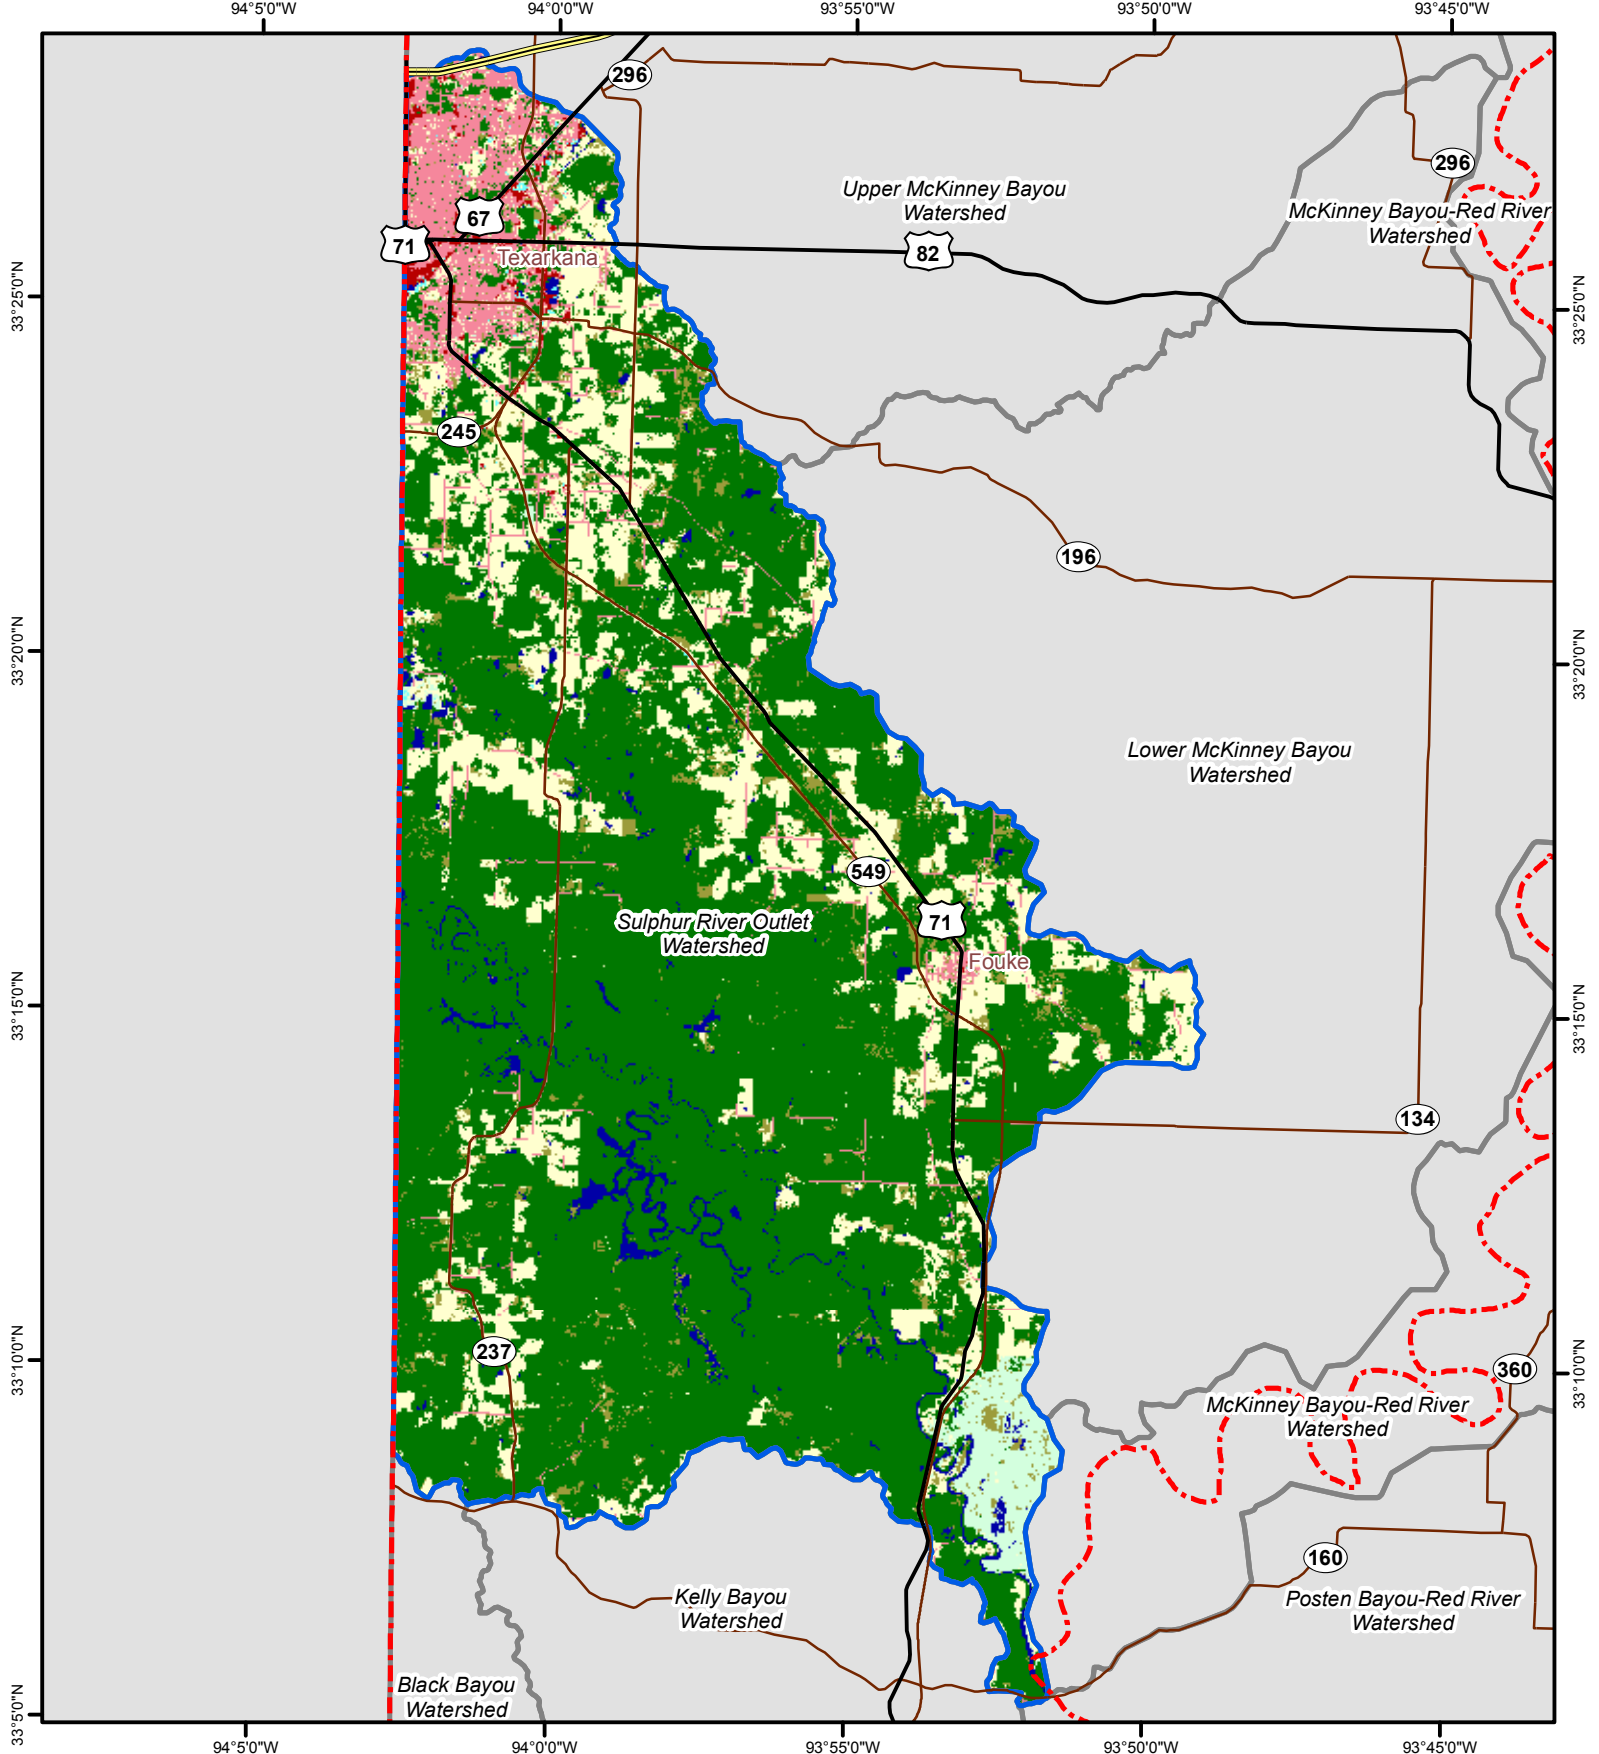 94°5'0"W
94°0'0"W
93°55'0"W
93°50'0"W
93°45'0"W
296
296
Upper McKinney Bayou
Watershed
McKinney Bayou-Red River
Watershed
67
71
82
Texarkana
33°25'0"N
33°25'0"N
245
196
33°20'0"N
33°20'0"N
Lower McKinney Bayou
Watershed
549
71
Sulphur River Outlet
Watershed
Fouke
33°15'0"N
33°15'0"N
134
237
33°10'0"N
33°10'0"N
360
McKinney Bayou-Red River
Watershed
160
Kelly Bayou
Watershed
Posten Bayou-Red River
Watershed
Black Bayou
Watershed
33°5'0"N
94°5'0"W
94°0'0"W
93°55'0"W
93°50'0"W
93°45'0"W